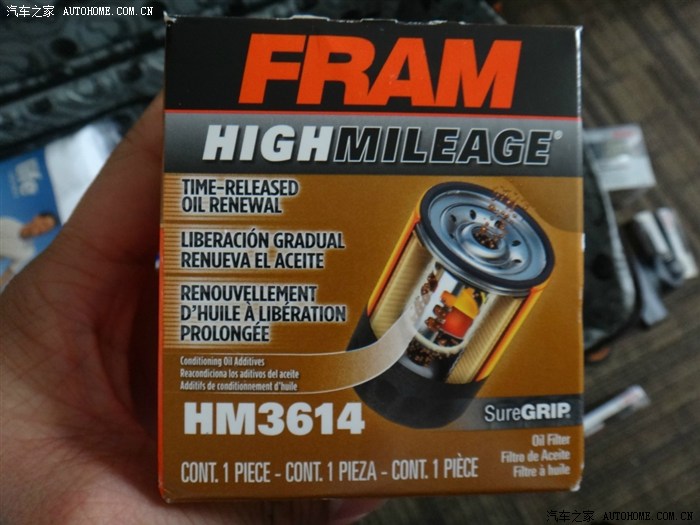 汽车之家 AUTOHOME.COM.CN
FRAM
HIGHMILEAGE®
TIME-RELEASED
OIL RENEWAL
LIBERACIÓN GRADUAL
RENUEVA EL ACEITE
RENOUVELLEMENT
D'HUILE À LIBÉRATION
PROLONGÉE
Conditioning Oil Additives
Reacondiciona los aditivos del aceite
Additifs de conditionnement d'huile
HM3614
SureGRIP
Oil Filter
Filtro de Aceite
Filtre à huile
CONT. 1 PIECE - CONT. 1 PIEZA - CONT. 1 PIÈCE
汽车之家 AUTOHOME.COM.CN